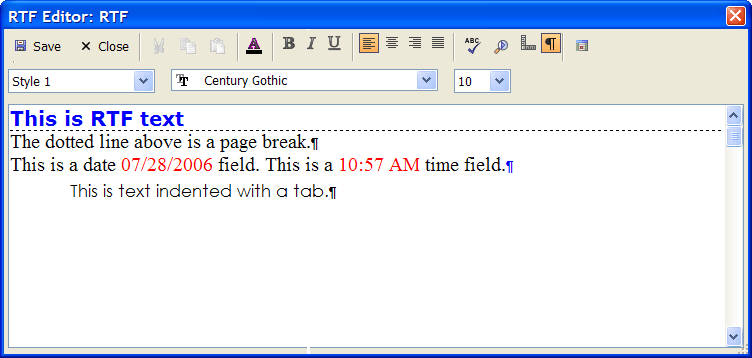 RTF Editor: RTF
Save Close A B I U ABC ¶
Style 1 Century Gothic 10
This is RTF text
The dotted line above is a page break.¶
This is a date 07/28/2006 field. This is a 10:57 AM time field.¶
This is text indented with a tab.¶